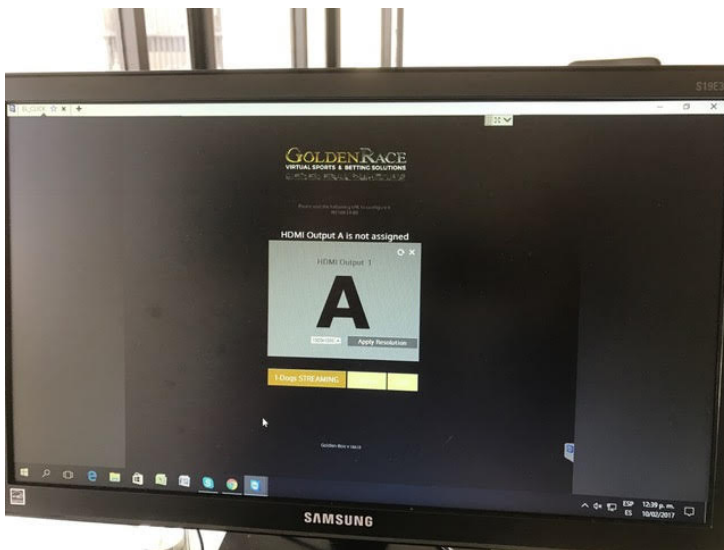 S19E3
GOLDENRACE
VIRTUAL SPORTS & BETTING SOLUTIONS
HDMI Output A is not assigned
HDMI Output 1
A
Apply Resolution
1-Dogs STREAMING
ESP
ES
12:39 p. m.
10/02/2017
SAMSUNG